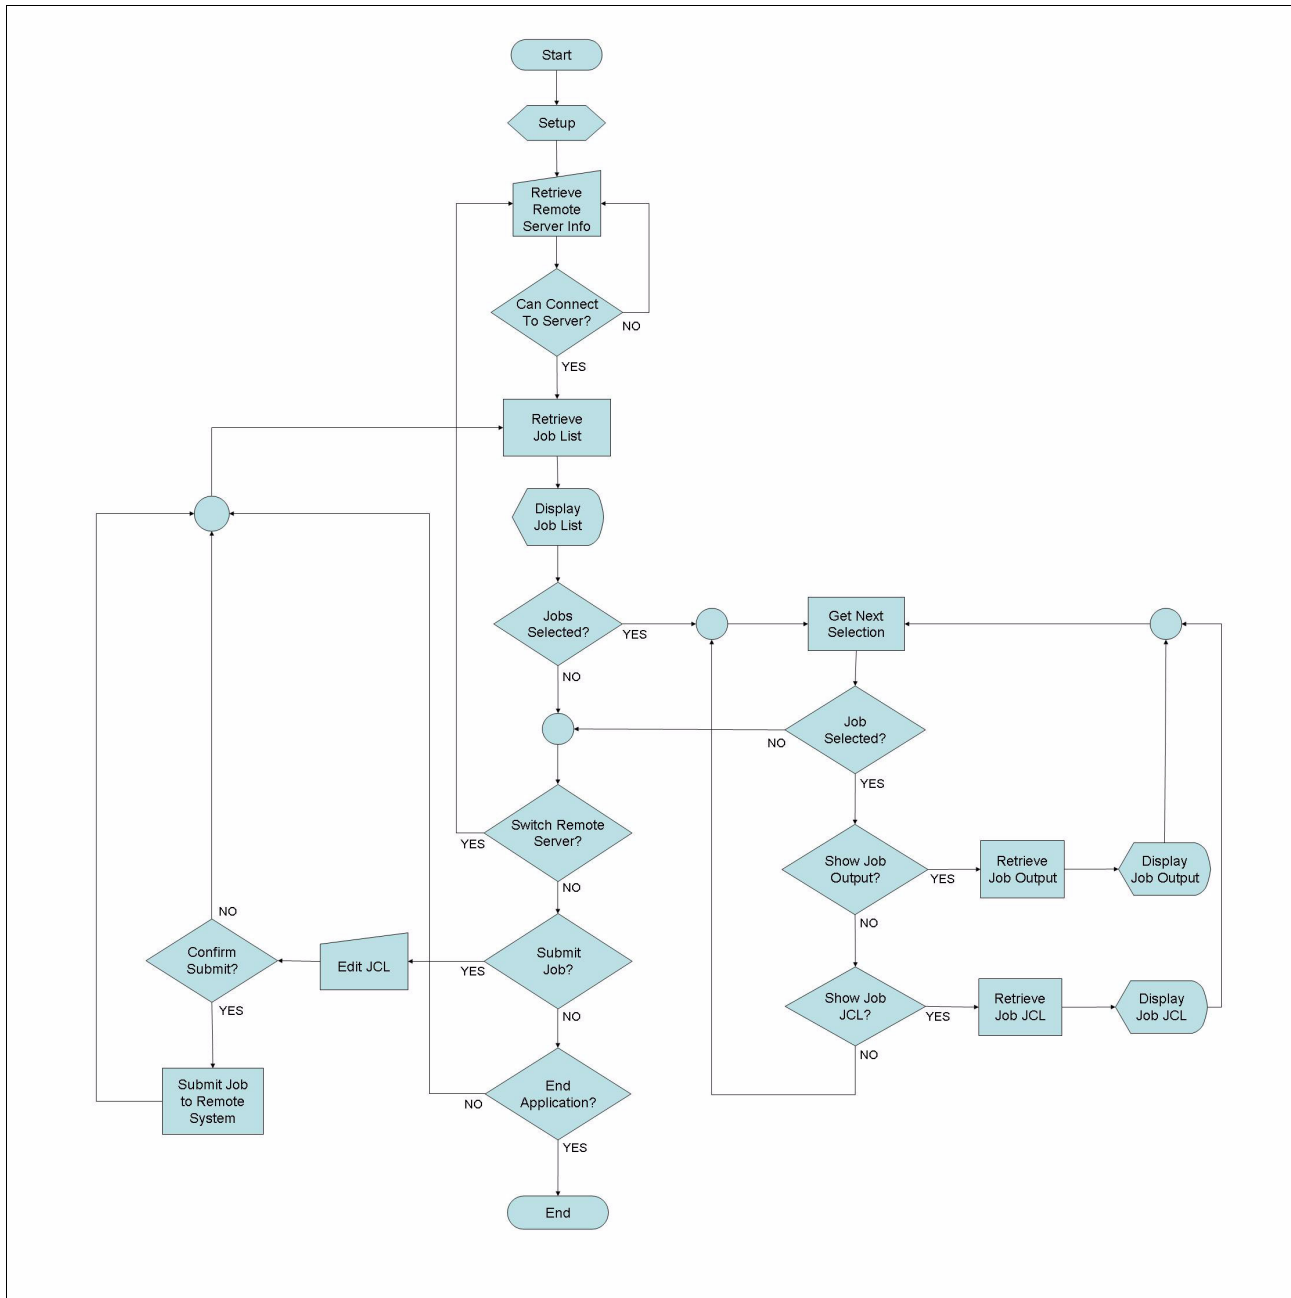 Start
Setup
Retrieve
Remote
Server Info
Can Connect
To Server?
NO
YES
Retrieve
Job List
Display
Job List
Jobs
Selected?
YES
NO
Get Next
Selection
Job
Selected?
NO
YES
Switch Remote
Server?
YES
NO
Show Job
Output?
YES
NO
Retrieve
Job Output
Display
Job Output
Submit
Job?
YES
NO
Edit JCL
Confirm
Submit?
NO
YES
Submit Job
to Remote
System
Show Job
JCL?
YES
NO
Retrieve
Job JCL
Display
Job JCL
End
Application?
NO
YES
End